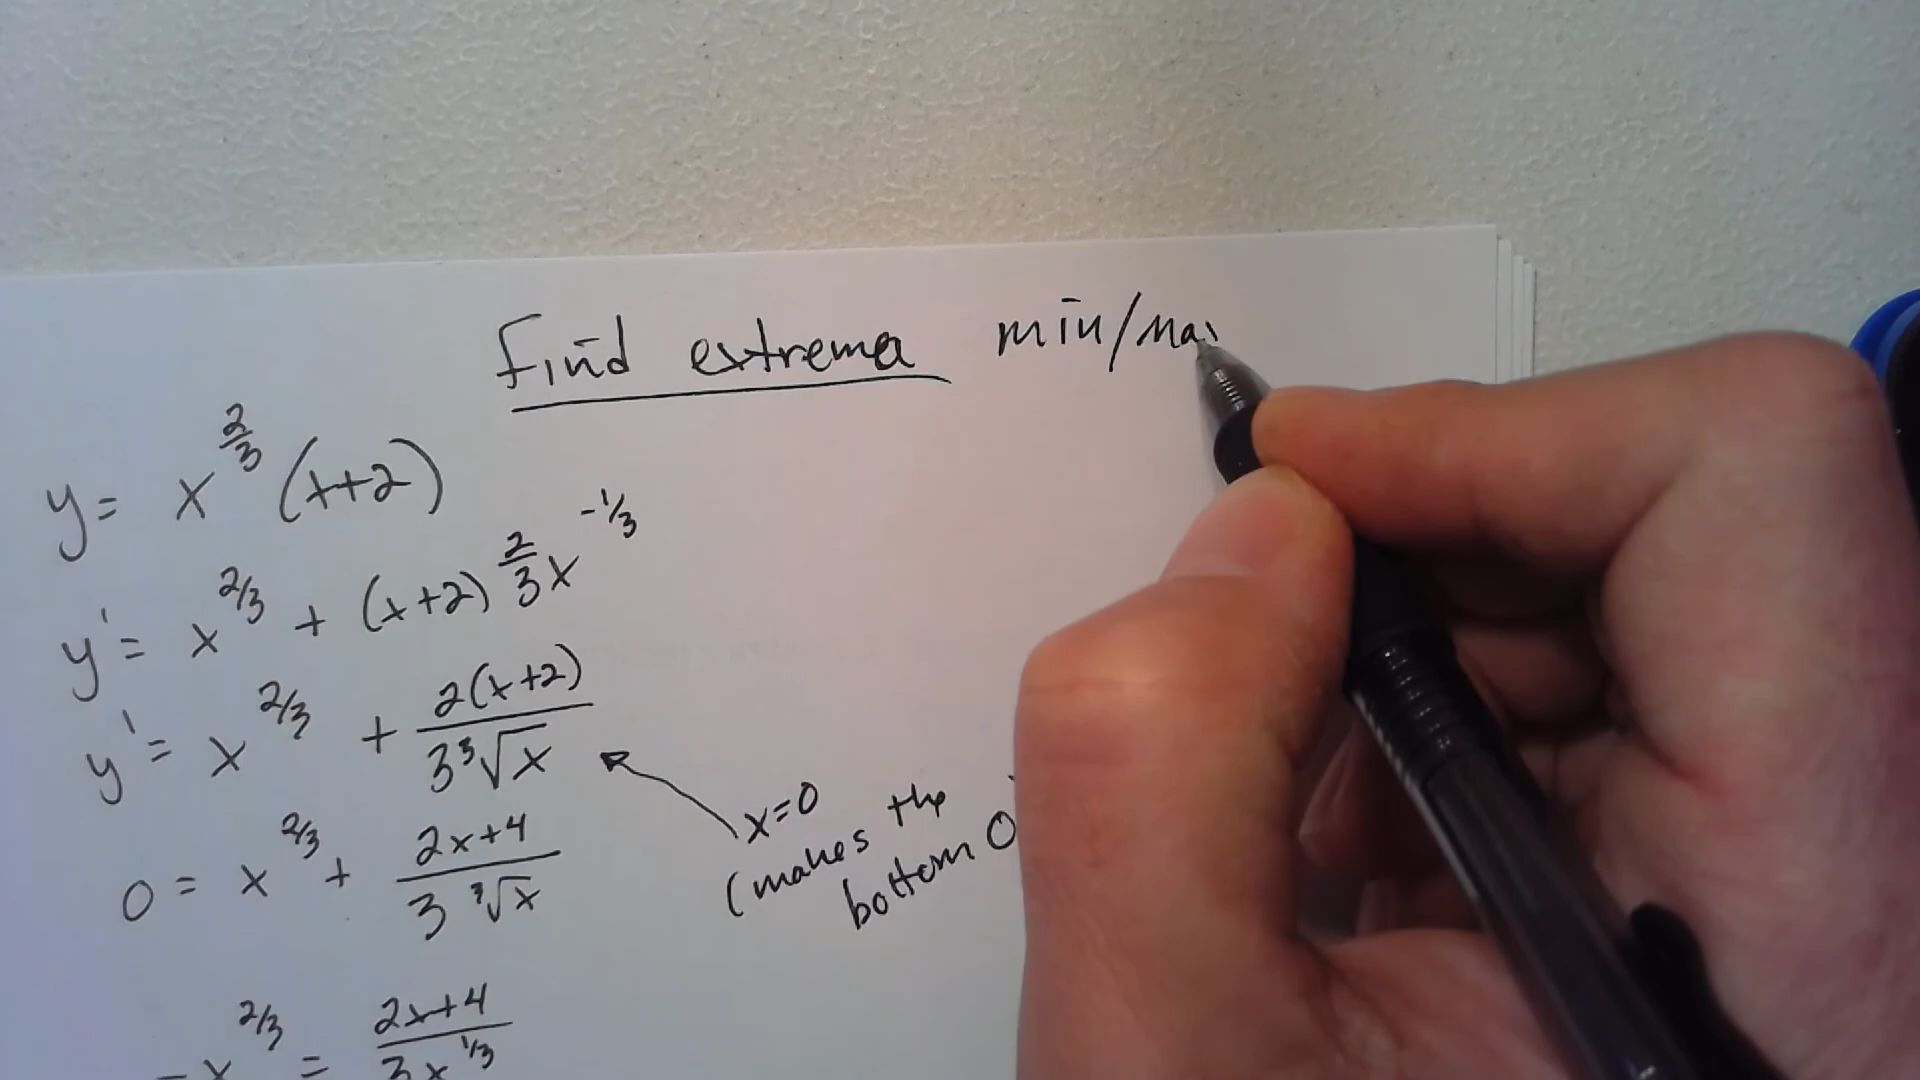 Find extrema min/max
y = x^{2/3} (x+2)
y' = x^{2/3} + (x+2) 2/3 x^{-1/3}
y' = x^{2/3} + 2(x+2) / 3∛x
x=0
(makes the
bottom 0
0 = x^{2/3} + 2x+4 / 3 ∛x
-x^{2/3} = 2x+4 / 3x^{1/3}